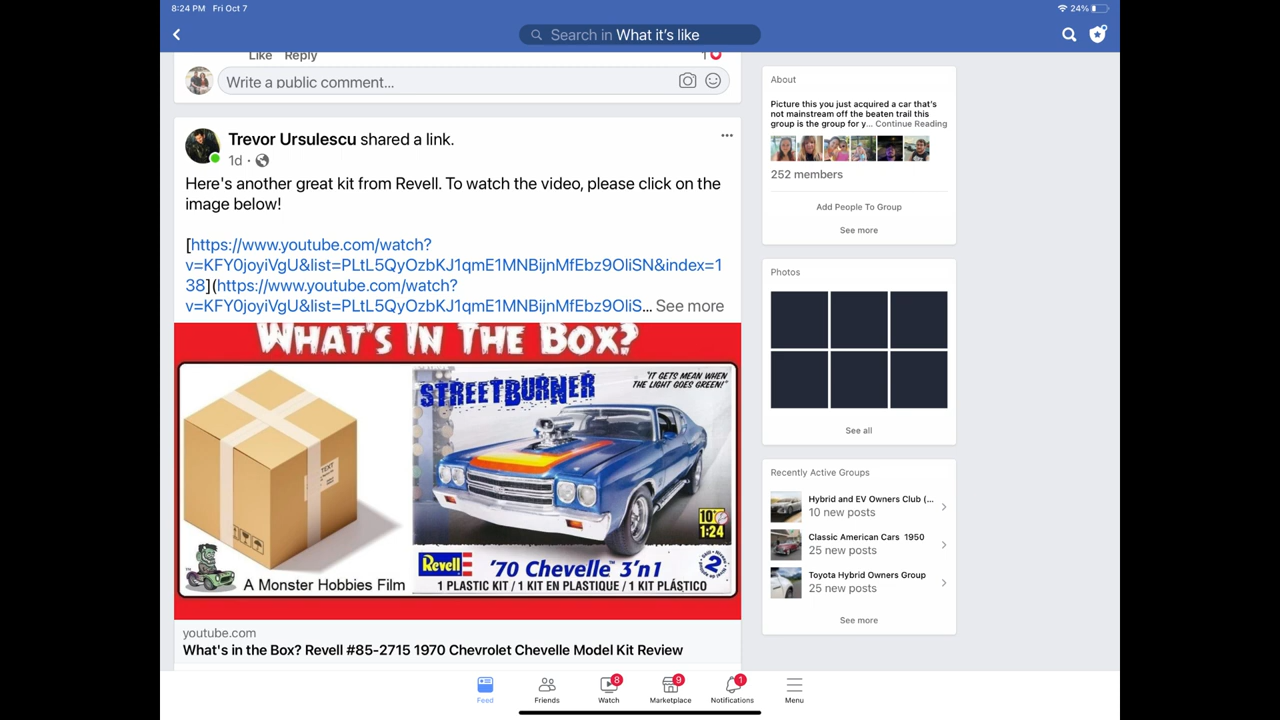 8:24 PM Fri Oct 7
24%
Search in What it's like
Like Reply
1
Write a public comment...
Trevor Ursulescu shared a link.
1d
Here's another great kit from Revell. To watch the video, please click on the
image below!
[https://www.youtube.com/watch?
v=KFY0joyiVgU&list=PLtL5QyOzbKJ1qmE1MNBijnMfEbz9OliSN&index=1
38](https://www.youtube.com/watch?
v=KFY0joyiVgU&list=PLtL5QyOzbKJ1qmE1MNBijnMfEbz9OliS... See more
WHAT'S IN THE BOX?
"IT GETS MEAN WHEN
THE LIGHT GOES GREEN!"
STREETBURNER
TEXT
10+
1:24
Revell
'70 Chevelle™ 3'n1
2
A Monster Hobbies Film
1 PLASTIC KIT / 1 KIT EN PLASTIQUE / 1 KIT PLÁSTICO
youtube.com
What's in the Box? Revell #85-2715 1970 Chevrolet Chevelle Model Kit Review
About
Picture this you just acquired a car that's
not mainstream off the beaten trail this
group is the group for y... Continue Reading
252 members
Add People To Group
See more
Photos
See all
Recently Active Groups
Hybrid and EV Owners Club (...
10 new posts
Classic American Cars 1950
25 new posts
Toyota Hybrid Owners Group
25 new posts
See more
Feed
Friends
8
Watch
9
Marketplace
1
Notifications
Menu